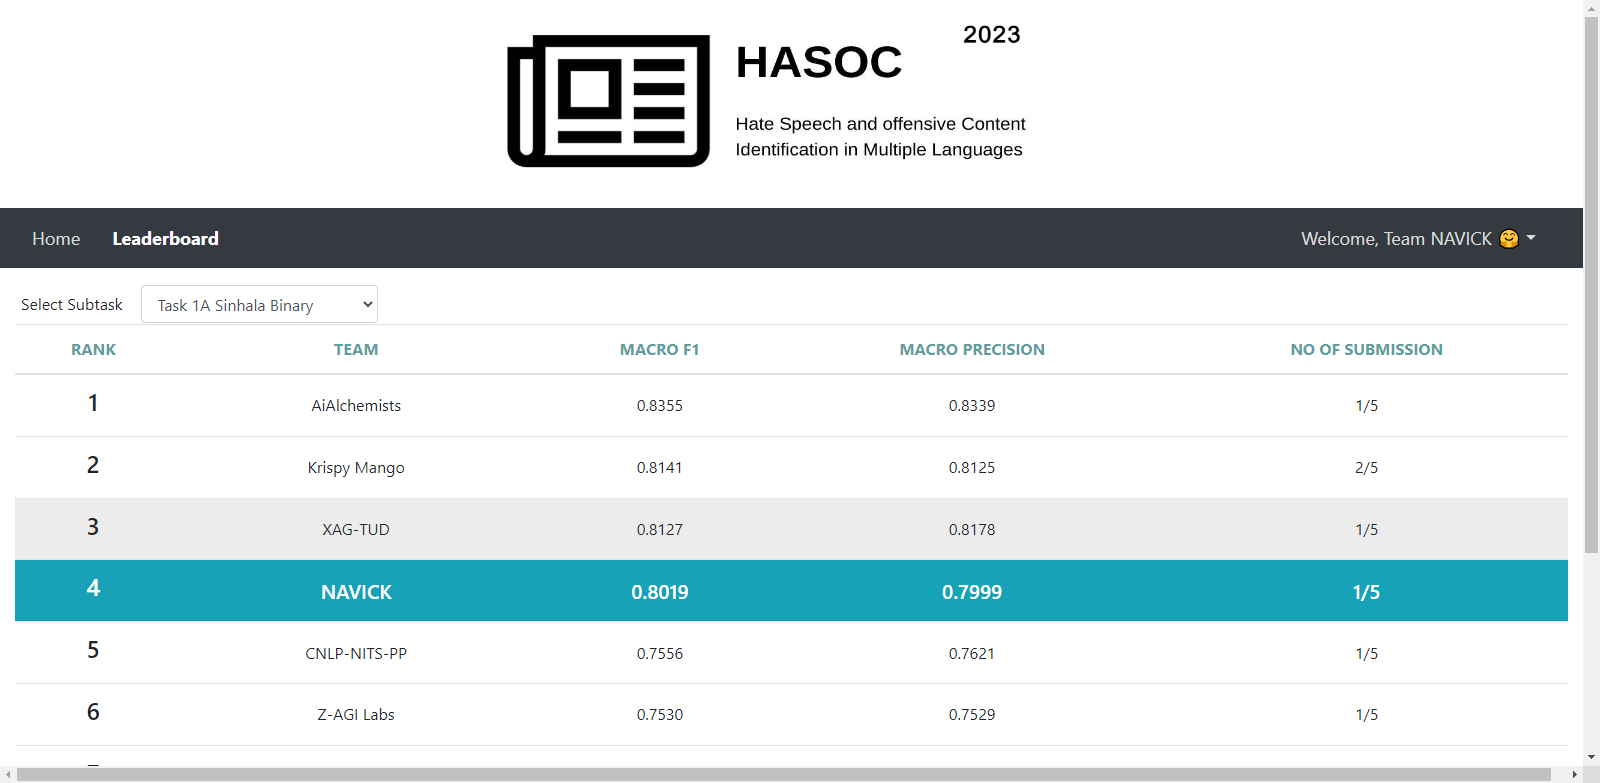 2023
HASOC
Hate Speech and offensive Content
Identification in Multiple Languages
Home Leaderboard Welcome, Team NAVICK 🤗
Select Subtask Task 1A Sinhala Binary
RANK TEAM MACRO F1 MACRO PRECISION NO OF SUBMISSION
1 AiAlchemists 0.8355 0.8339 1/5
2 Krispy Mango 0.8141 0.8125 2/5
3 XAG-TUD 0.8127 0.8178 1/5
4 NAVICK 0.8019 0.7999 1/5
5 CNLP-NITS-PP 0.7556 0.7621 1/5
6 Z-AGI Labs 0.7530 0.7529 1/5